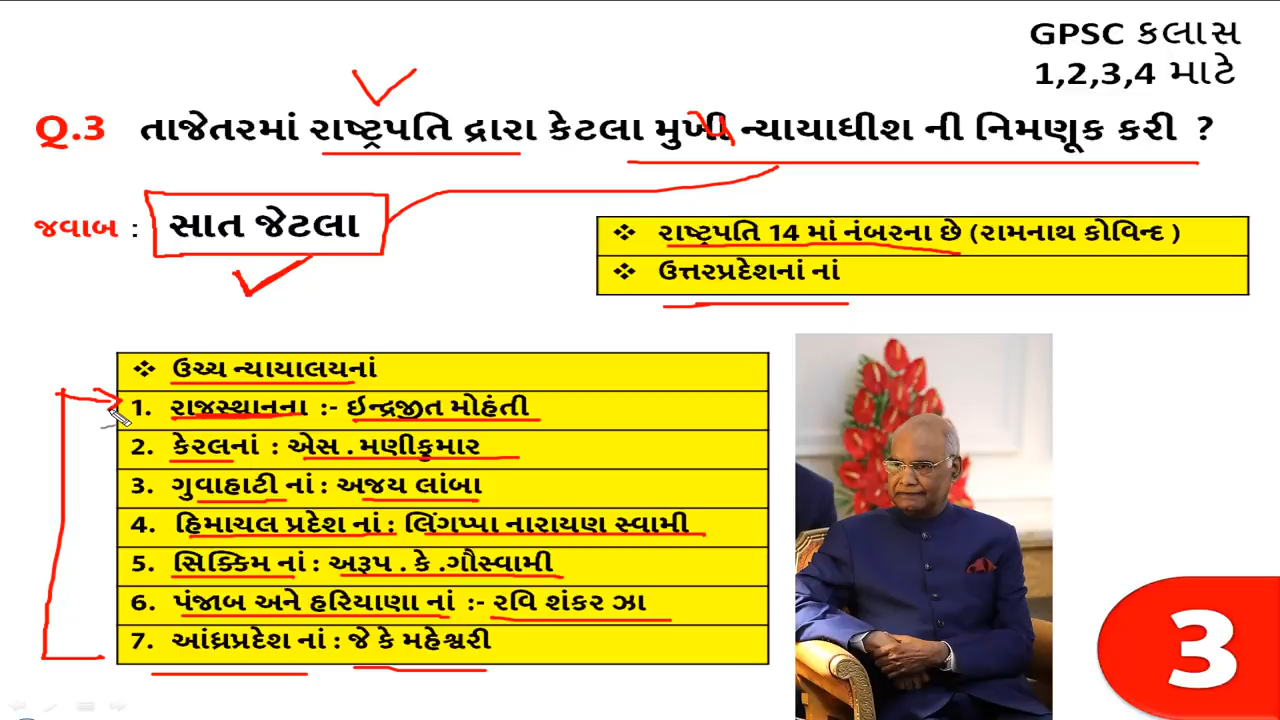 GPSC કલાસ
1,2,3,4 માટે
Q.3 તાજેતરમાં રાષ્ટ્રપતિ દ્રારા કેટલા મુખી ન્યાયાધીશ ની નિમણૂક કરી ?
જવાબ : સાત જેટલા
❖ રાષ્ટ્રપતિ 14 માં નંબરના છે (રામનાથ કોવિન્દ )
❖ ઉત્તરપ્રદેશનાં નાં
❖ ઉચ્ચ ન્યાયાલયનાં
1. રાજસ્થાનના :- ઇન્દ્રજીત મોહંતી
2. કેરલનાં : એસ . મણીકુમાર
3. ગુવાહાટી નાં : અજય લાંબા
4. હિમાચલ પ્રદેશ નાં : લિંગપ્પા નારાયણ સ્વામી
5. સિક્કિમ નાં : અરૂપ . કે .ગૌસ્વામી
6. પંજાબ અને હરિયાણા નાં :- રવિ શંકર ઝા
7. આંધ્રપ્રદેશ નાં : જે કે મહેશ્વરી
3